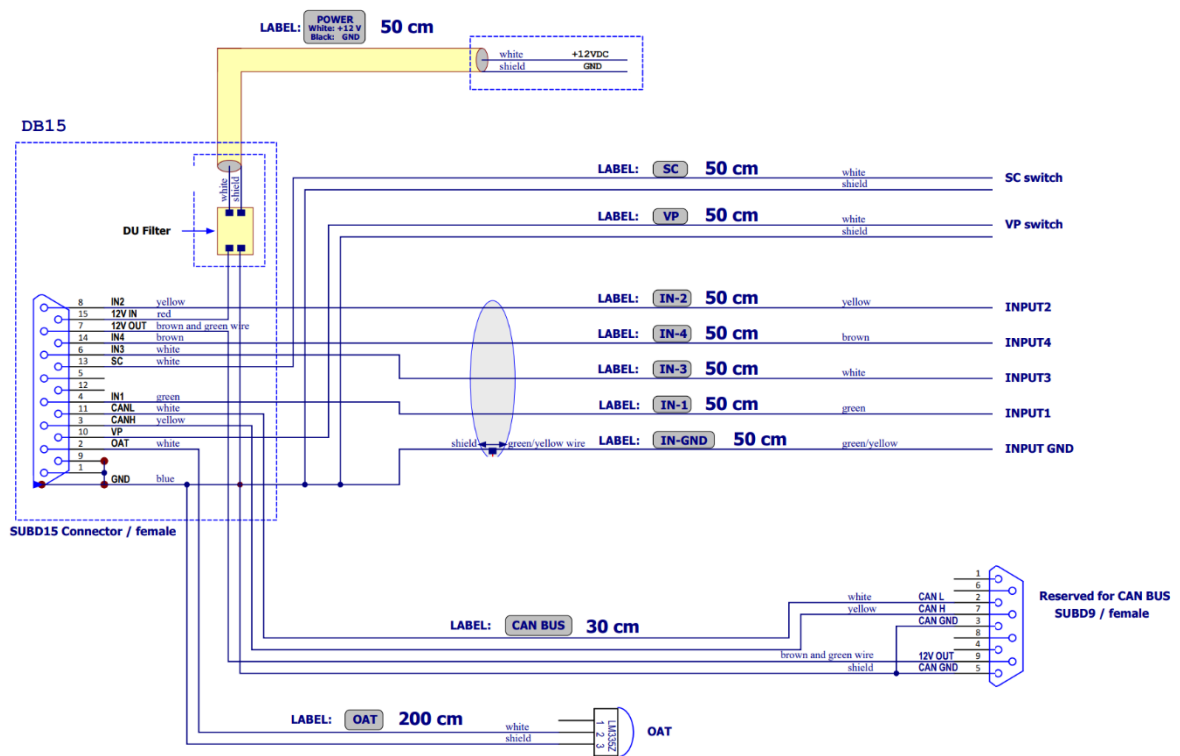 LABEL: POWER White: +12 V Black: GND 50 cm
white +12VDC
shield GND
DB15
white
shield
DU Filter
LABEL: SC 50 cm white SC switch
shield
LABEL: VP 50 cm white VP switch
shield
8 IN2 yellow LABEL: IN-2 50 cm yellow INPUT2
15 12V IN red
7 12V OUT brown and green wire
14 IN4 brown LABEL: IN-4 50 cm brown INPUT4
6 IN3 white
13 SC white LABEL: IN-3 50 cm white INPUT3
5
12
4 IN1 green LABEL: IN-1 50 cm green INPUT1
11 CANL white
3 CANH yellow
10 VP
2 OAT white shield green/yellow wire LABEL: IN-GND 50 cm green/yellow INPUT GND
9
1
GND blue
SUBD15 Connector / female
1
6
white CAN L 2
yellow CAN H 7
CAN GND 3
8
4
brown and green wire 12V OUT 9
shield CAN GND 5
Reserved for CAN BUS
SUBD9 / female
LABEL: CAN BUS 30 cm
LABEL: OAT 200 cm
white
shield
1
2
3
LM335Z
OAT